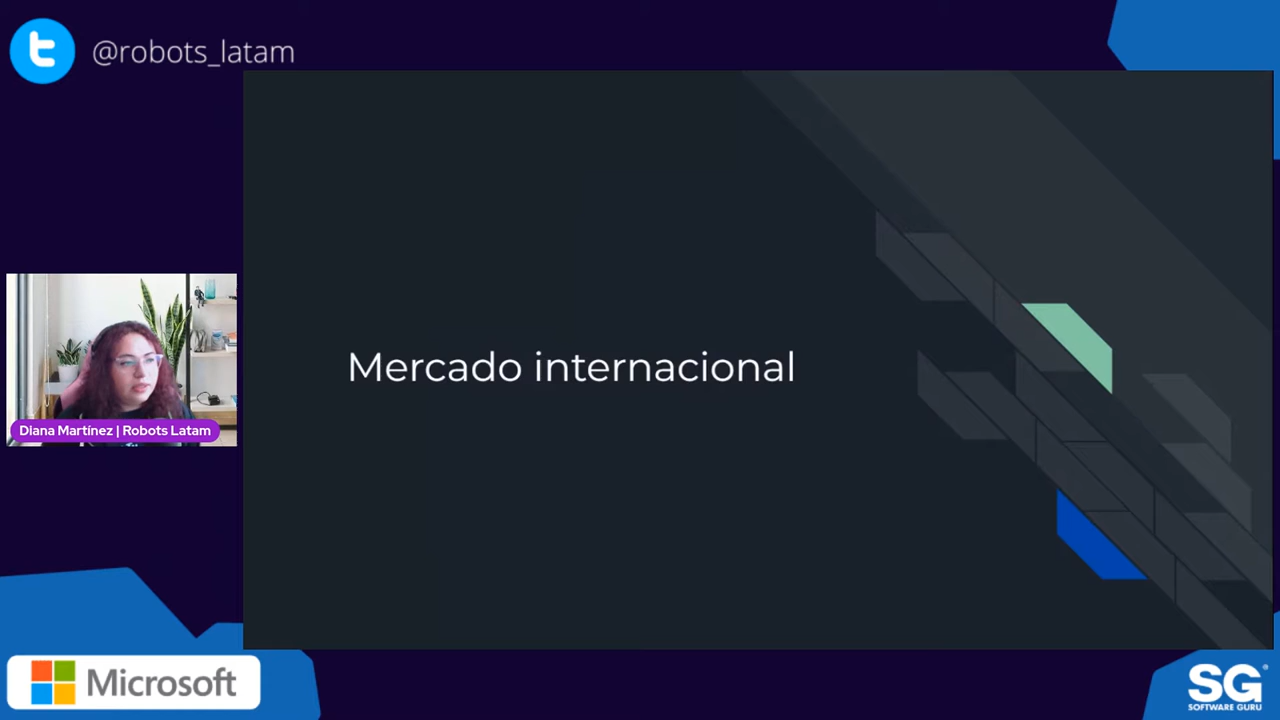 @robots_latam
Mercado internacional
Diana Martínez | Robots Latam
Microsoft
SG
SOFTWARE GURU